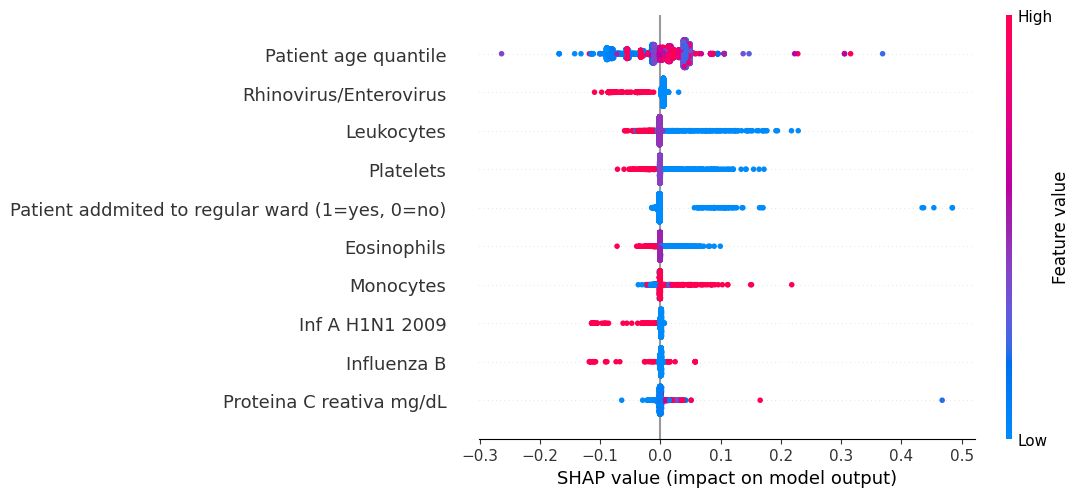 High
Patient age quantile
Rhinovirus/Enterovirus
Leukocytes
Platelets
Patient addmited to regular ward (1=yes, 0=no)
Eosinophils
Monocytes
Inf A H1N1 2009
Influenza B
Proteina C reativa mg/dL
Feature value
Low
−0.3 −0.2 −0.1 0.0 0.1 0.2 0.3 0.4 0.5
SHAP value (impact on model output)